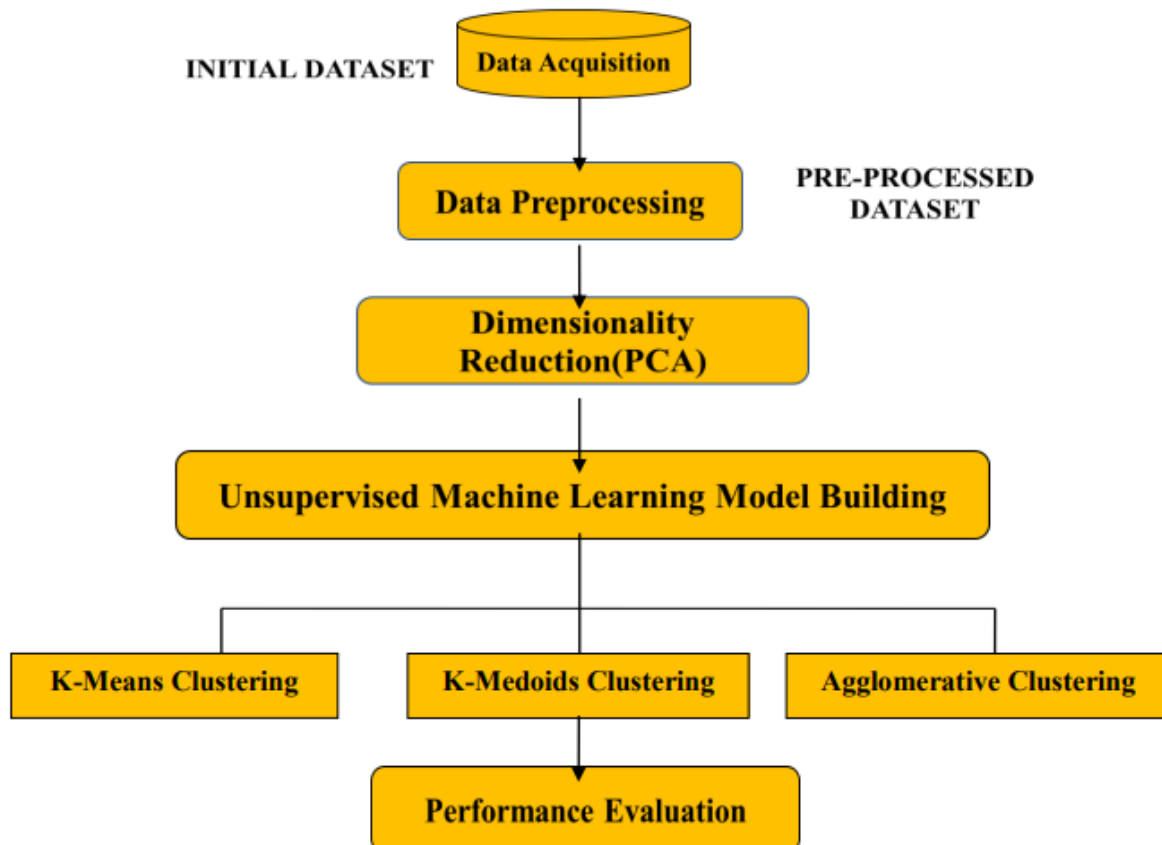 Data Acquisition
INITIAL DATASET
Data Preprocessing
PRE-PROCESSED
DATASET
Dimensionality
Reduction(PCA)
Unsupervised Machine Learning Model Building
K-Means Clustering
K-Medoids Clustering
Agglomerative Clustering
Performance Evaluation